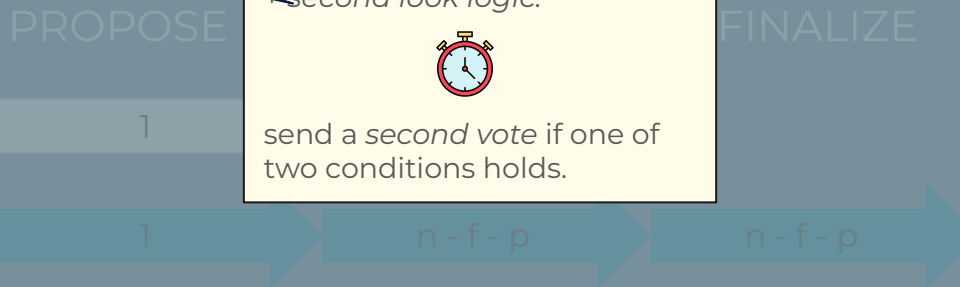 second look logic.
PROPOSE
FINALIZE
1
send a second vote if one of
two conditions holds.
1
n - f - p
n - f - p